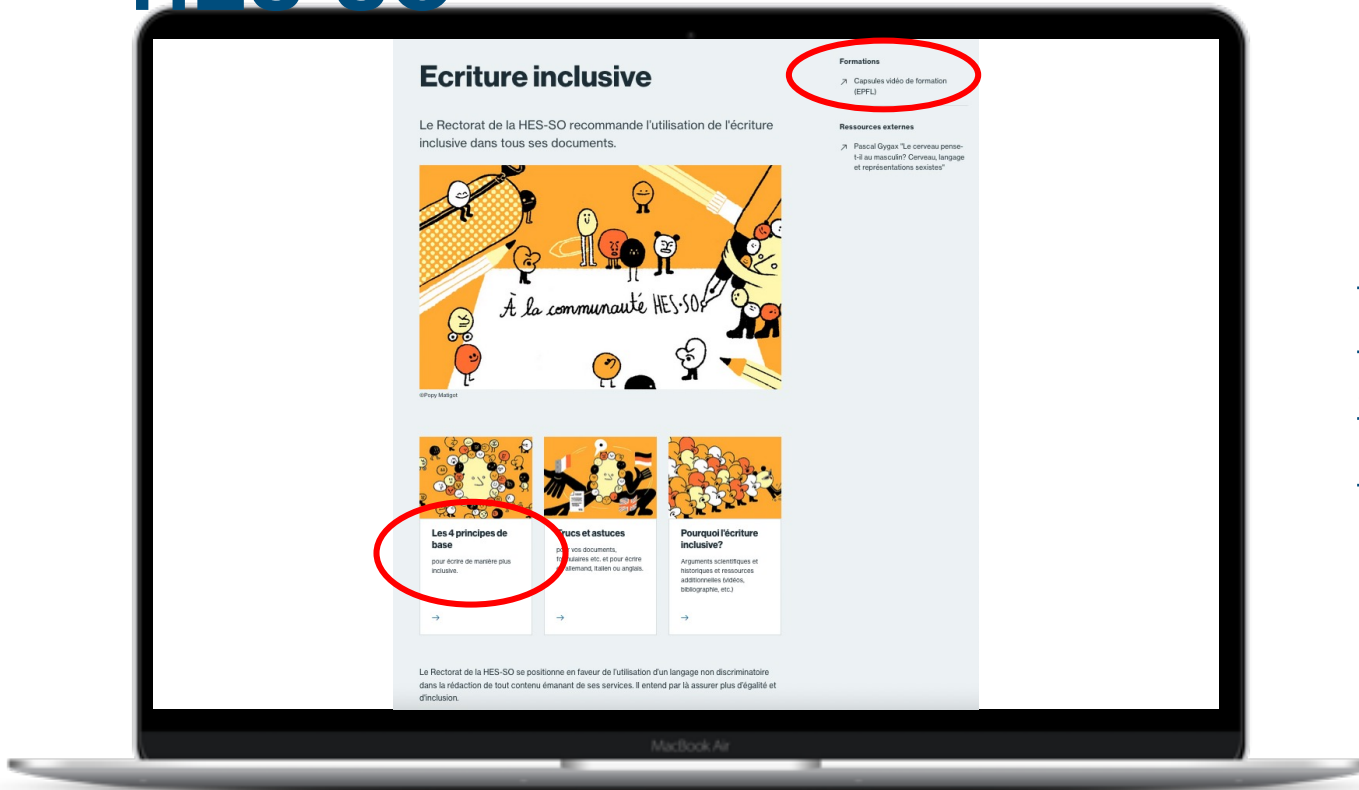 Ecriture inclusive
Le Rectorat de la HES-SO recommande l'utilisation de l'écriture
inclusive dans tous ses documents.
À la communauté HES·SO
©Pepy Matigot
Les 4 principes de
base
pour écrire de manière plus
inclusive.
→
Trucs et astuces
pour vos documents,
formulaires etc. et pour écrire
en allemand, italien ou anglais.
→
Pourquoi l'écriture
inclusive?
Arguments scientifiques et
historiques et ressources
additionnelles (vidéos,
bibliographie, etc.)
→
Le Rectorat de la HES-SO se positionne en faveur de l'utilisation d'un langage non discriminatoire
dans la rédaction de tout contenu émanant de ses services. Il entend par là assurer plus d'égalité et
d'inclusion.
Formations
↗ Capsules vidéo de formation
(EPFL)
Ressources externes
↗ Pascal Gygax "Le cerveau pense-
t-il au masculin? Cerveau, langage
et représentations sexistes"
MacBook Air